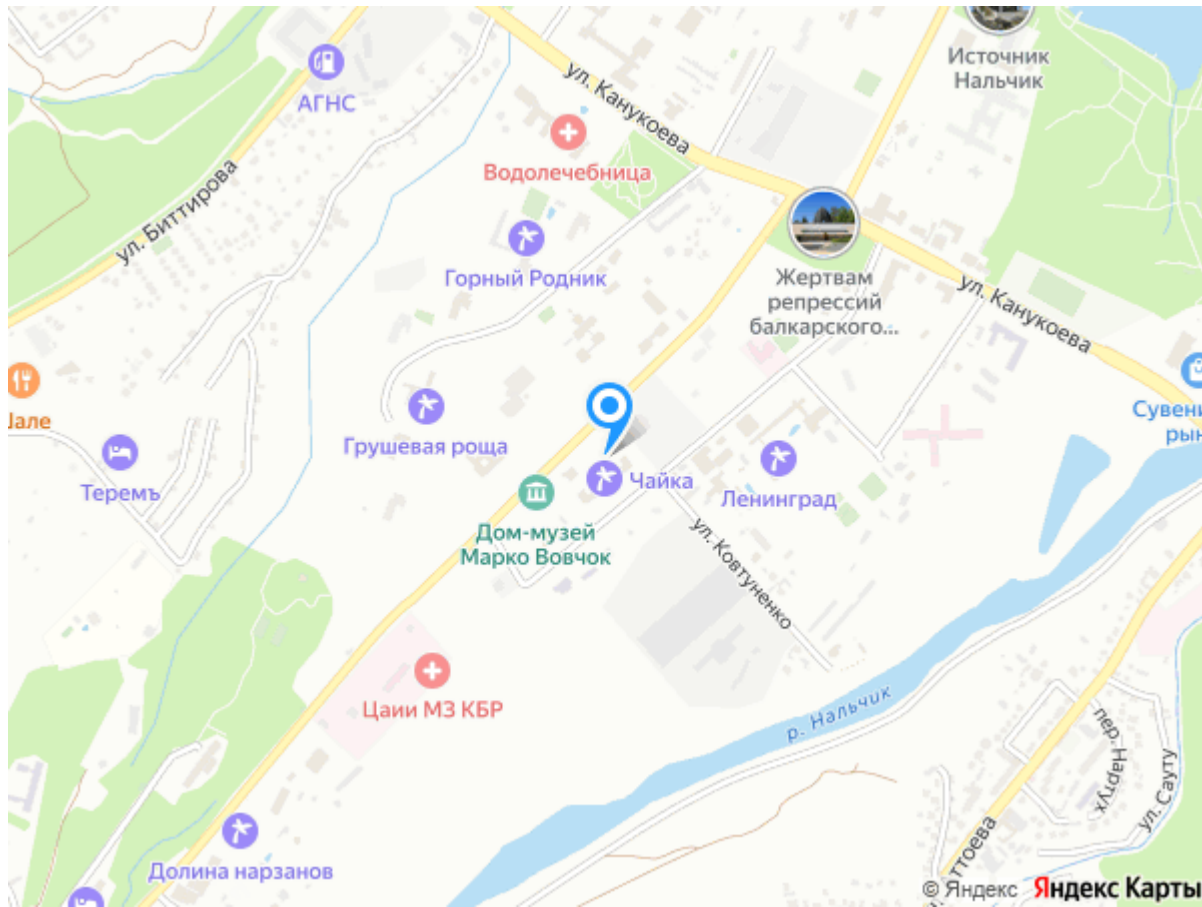 Источник
Нальчик
АГНС
ул. Канукоева
Водолечебница
ул. Биттирова
Горный Родник
Жертвам
репрессий
балкарского...
ул. Канукоева
Грушевая роща
Теремъ
Чайка
Ленинград
Дом-музей
Марко Вовчок
ул. Ковтуненко
Цаии МЗ КБР
р. Нальчик
пер. Нартух
ул. Сауту
Долина нарзанов
© Яндекс Яндекс Карты